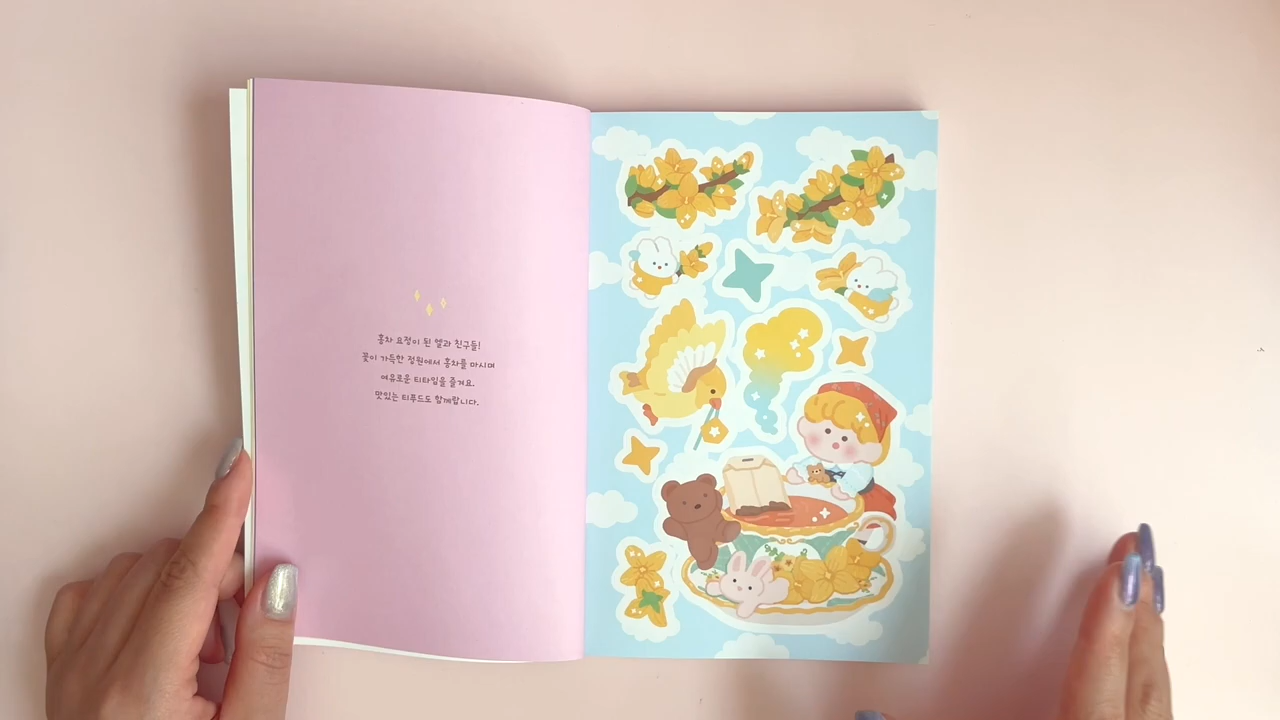 홍차 요정이 된 엘과 친구들!
꽃이 가득한 정원에서 홍차를 마시며
여유로운 티타임을 즐겨요.
맛있는 티푸드도 함께랍니다.